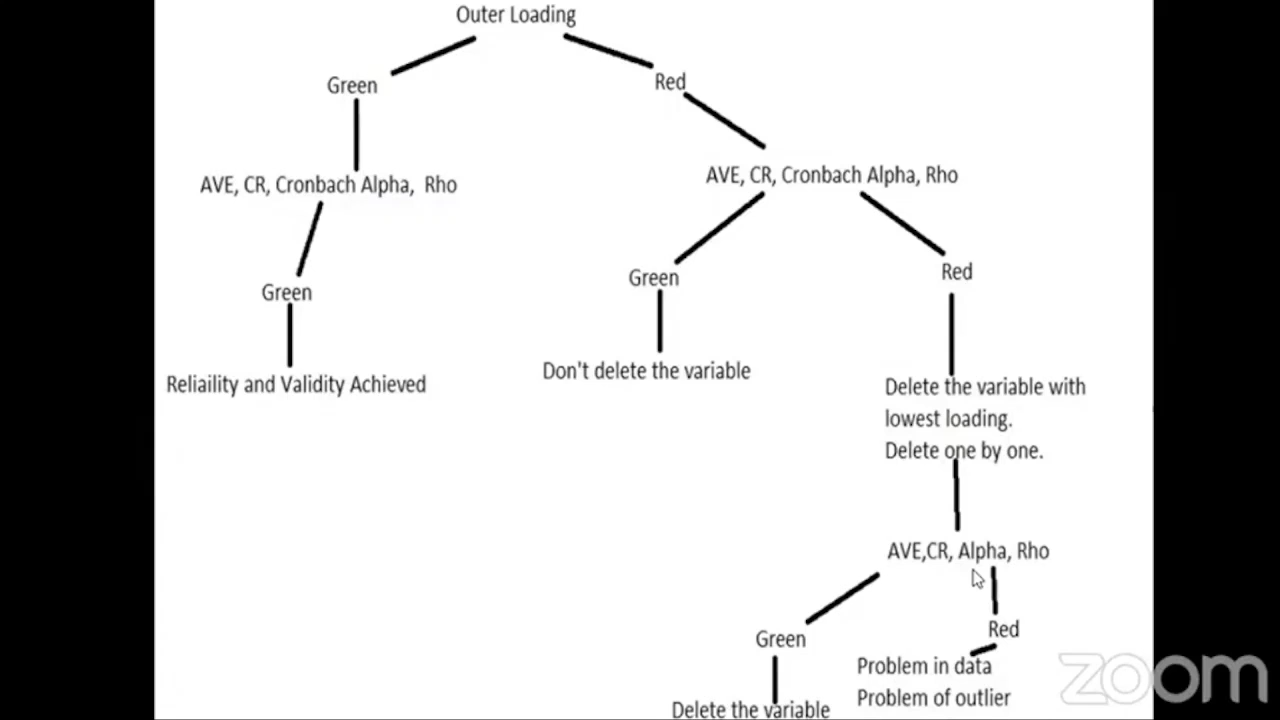 Outer Loading
Green
Red
AVE, CR, Cronbach Alpha, Rho
AVE, CR, Cronbach Alpha, Rho
Green
Red
Green
Don't delete the variable
Reliaility and Validity Achieved
Delete the variable with
lowest loading.
Delete one by one.
AVE,CR, Alpha, Rho
Green
Red
Problem in data
Problem of outlier
Delete the variable
zoom